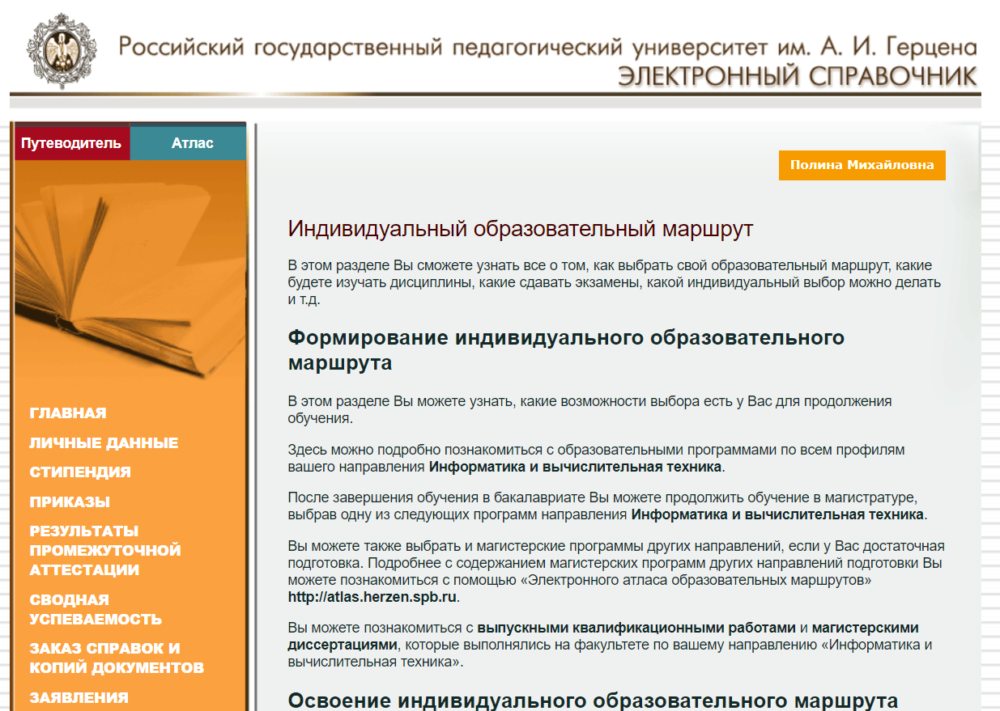 Российский государственный педагогический университет им. А. И. Герцена
ЭЛЕКТРОННЫЙ СПРАВОЧНИК
Путеводитель
Атлас
Полина Михайловна
ГЛАВНАЯ
ЛИЧНЫЕ ДАННЫЕ
СТИПЕНДИЯ
ПРИКАЗЫ
РЕЗУЛЬТАТЫ
ПРОМЕЖУТОЧНОЙ
АТТЕСТАЦИИ
СВОДНАЯ
УСПЕВАЕМОСТЬ
ЗАКАЗ СПРАВОК И
КОПИЙ ДОКУМЕНТОВ
ЗАЯВЛЕНИЯ
Индивидуальный образовательный маршрут
В этом разделе Вы сможете узнать все о том, как выбрать свой образовательный маршрут, какие
будете изучать дисциплины, какие сдавать экзамены, какой индивидуальный выбор можно делать
и т.д.
Формирование индивидуального образовательного
маршрута
В этом разделе Вы можете узнать, какие возможности выбора есть у Вас для продолжения
обучения.
Здесь можно подробно познакомиться с образовательными программами по всем профилям
вашего направления Информатика и вычислительная техника.
После завершения обучения в бакалавриате Вы можете продолжить обучение в магистратуре,
выбрав одну из следующих программ направления Информатика и вычислительная техника.
Вы можете также выбрать и магистерские программы других направлений, если у Вас достаточная
подготовка. Подробнее с содержанием магистерских программ других направлений подготовки Вы
можете познакомиться с помощью «Электронного атласа образовательных маршрутов»
http://atlas.herzen.spb.ru.
Вы можете познакомиться с выпускными квалификационными работами и магистерскими
диссертациями, которые выполнялись на факультете по вашему направлению «Информатика и
вычислительная техника».
Освоение индивидуального образовательного маршрута